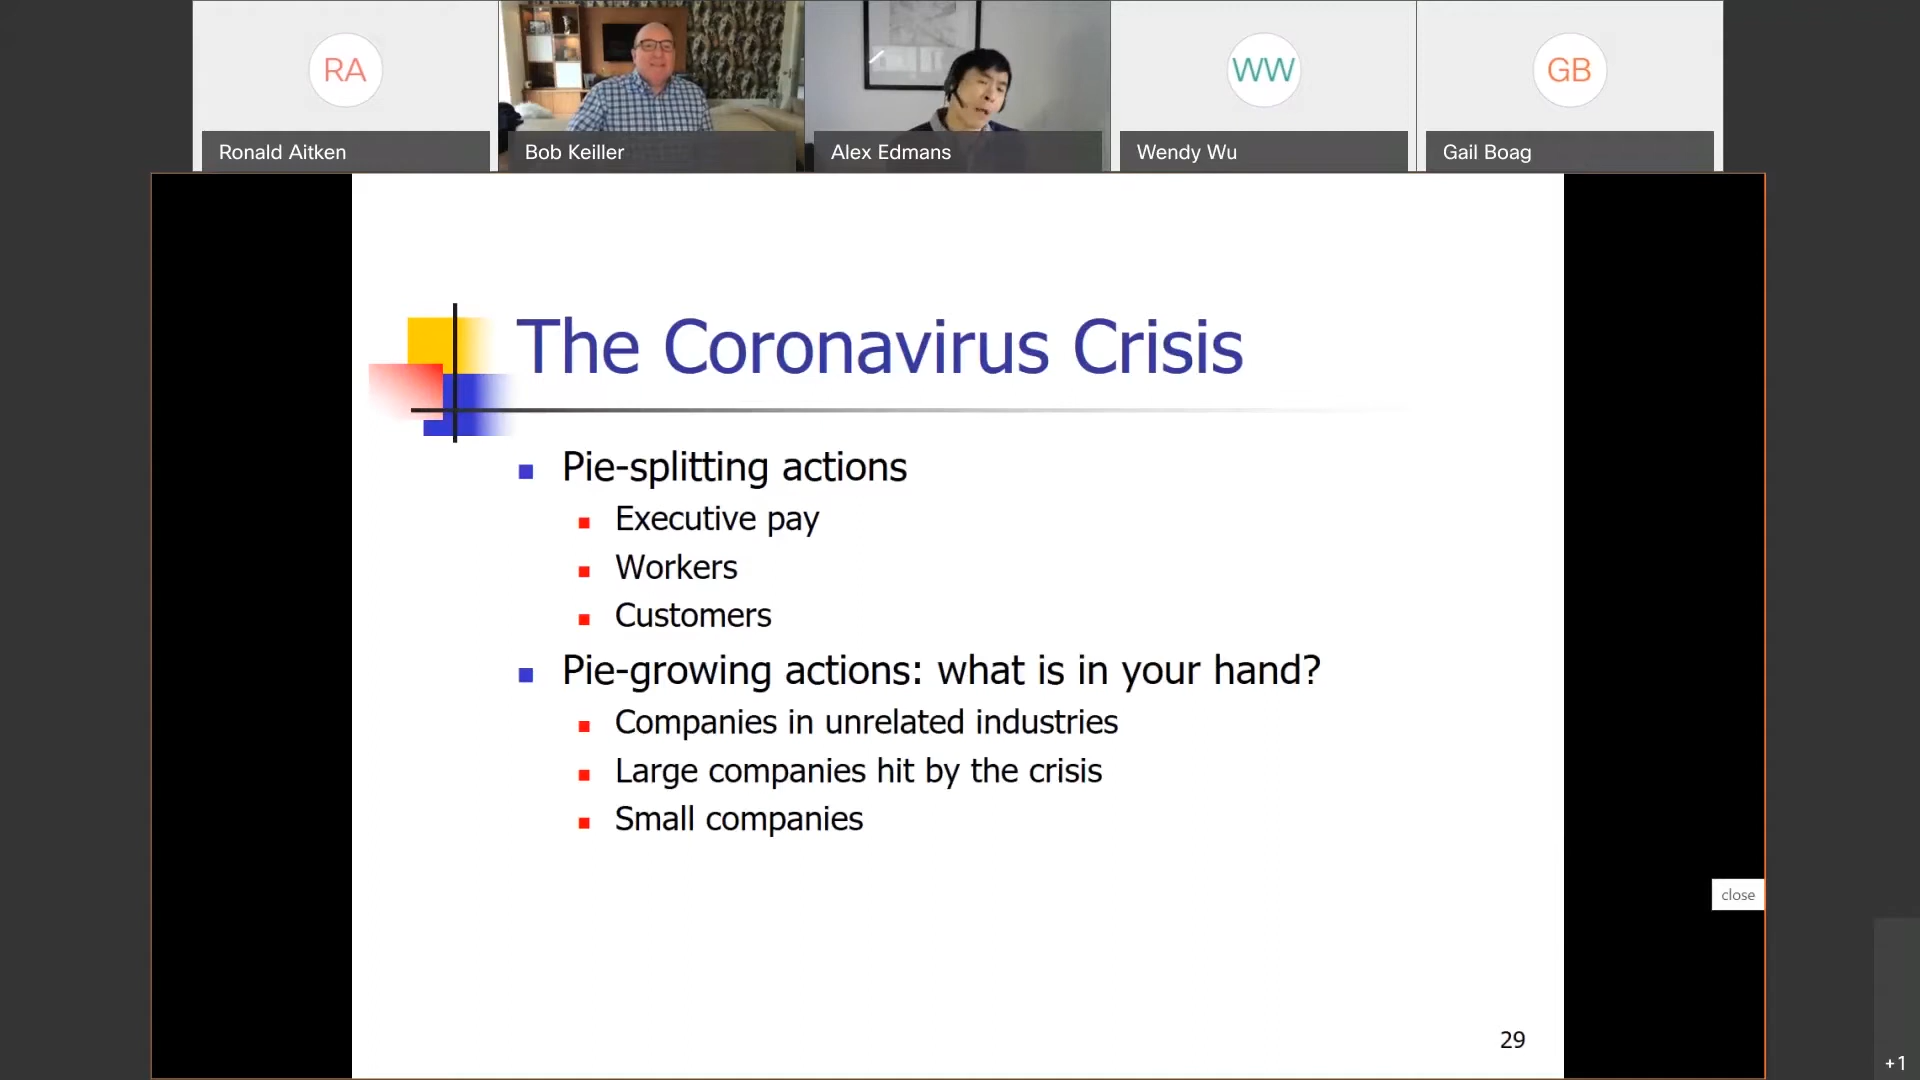 RA
WW
GB
Ronald Aitken
Bob Keiller
Alex Edmans
Wendy Wu
Gail Boag
The Coronavirus Crisis
Pie-splitting actions
Executive pay
Workers
Customers
Pie-growing actions: what is in your hand?
Companies in unrelated industries
Large companies hit by the crisis
Small companies
close
29
+1